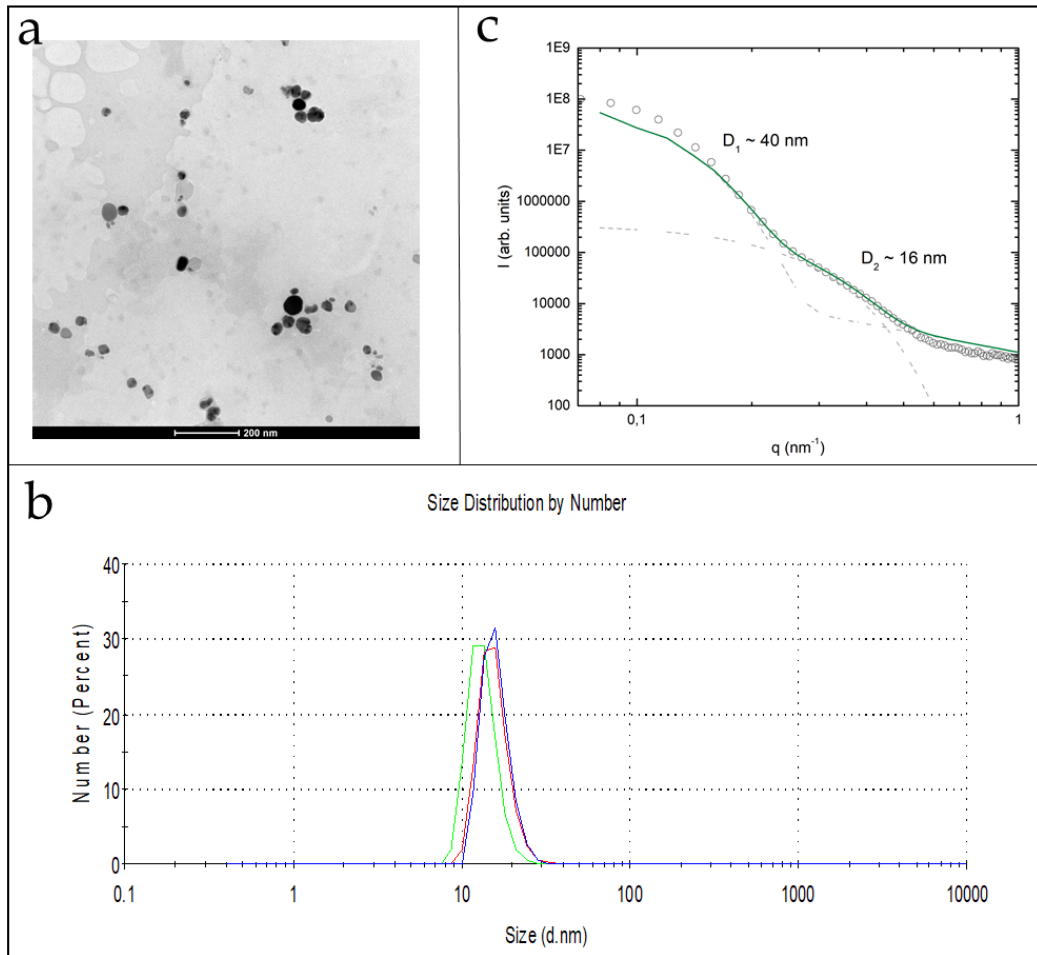 a
200 nm
c
1E9
1E8
1E7
1000000
100000
10000
1000
100
I (arb. units)
D₁ ~ 40 nm
D₂ ~ 16 nm
0,1
1
q (nm⁻¹)
b
Size Distribution by Number
40
30
20
10
0
Number (Percent)
0.1
1
10
100
1000
10000
Size (d.nm)